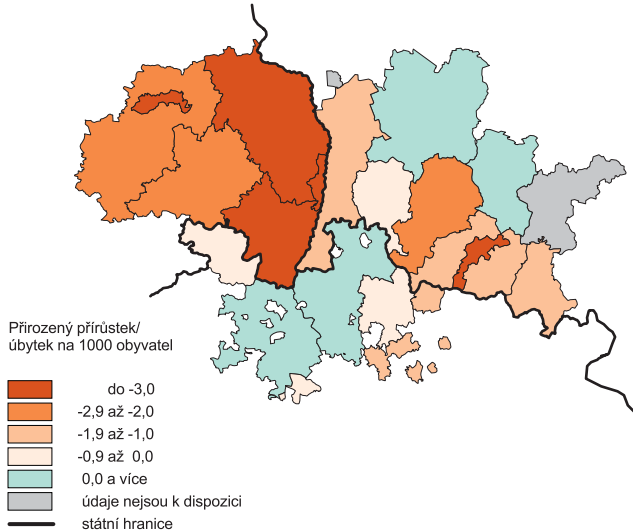 Přirozený přírůstek/
úbytek na 1000 obyvatel
do -3,0
-2,9 až -2,0
-1,9 až -1,0
-0,9 až 0,0
0,0 a více
údaje nejsou k dispozici
státní hranice